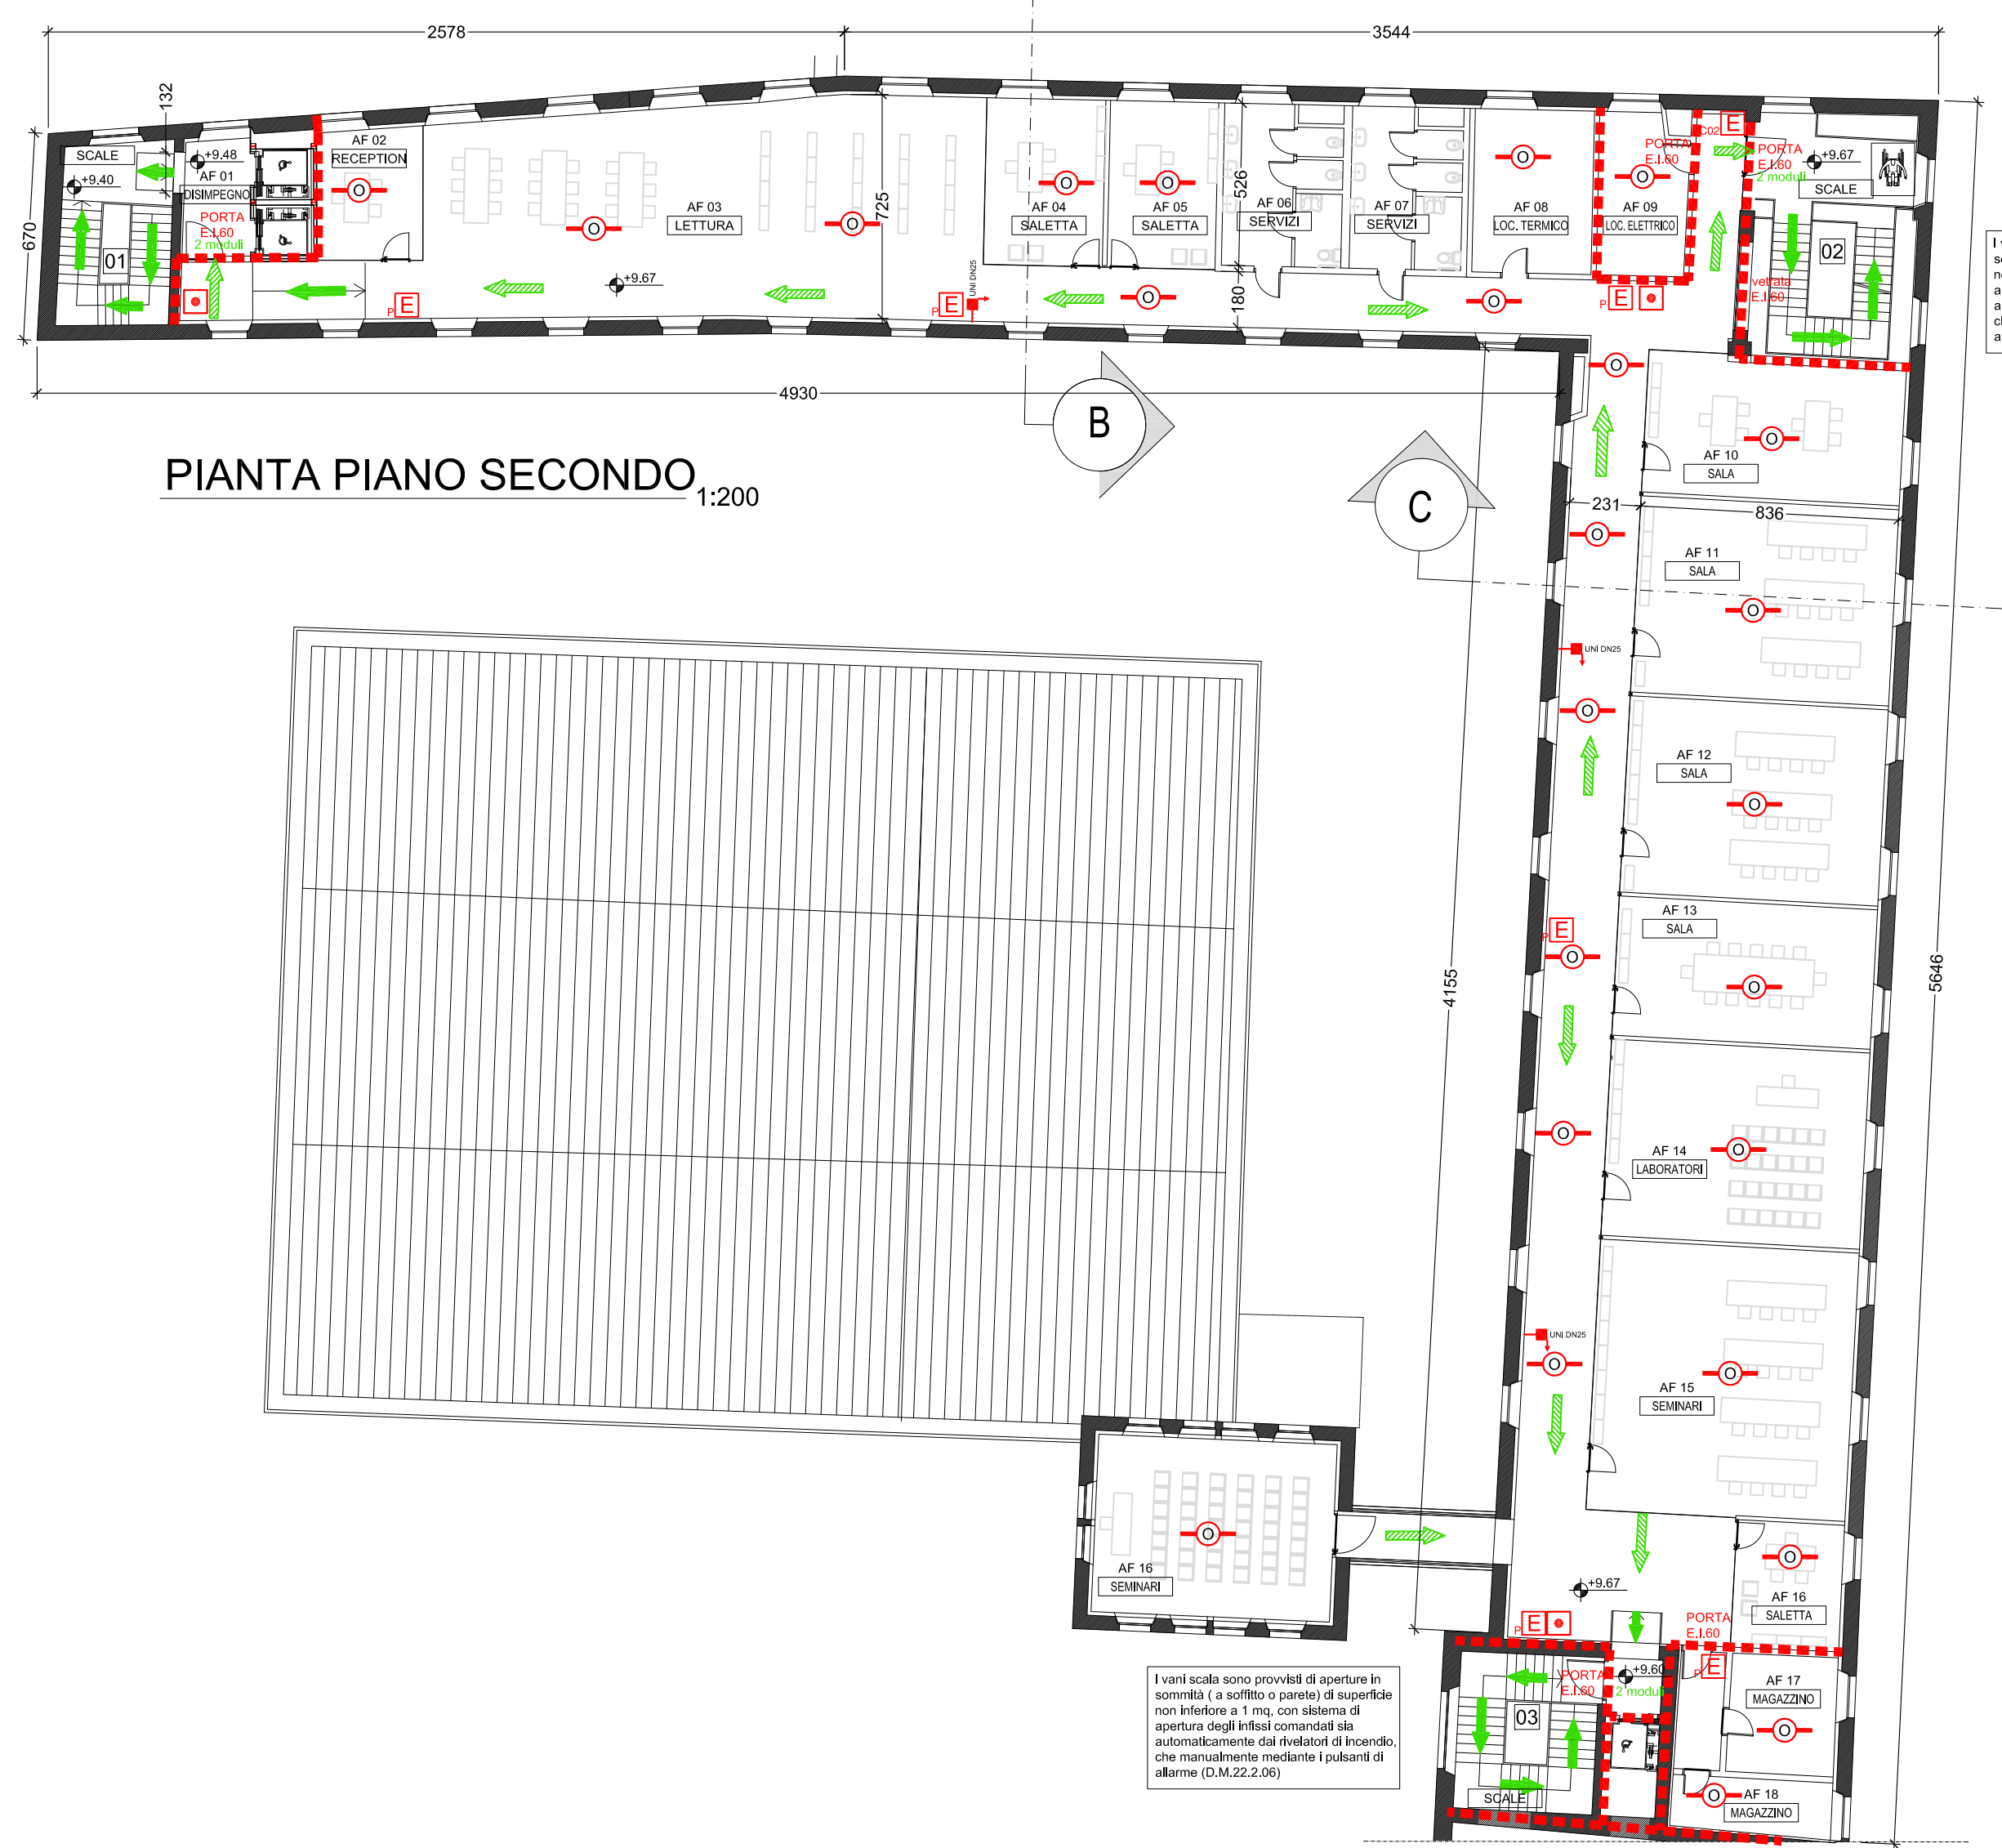 2578
3544
132
670
SCALE
+9.40
01
+9.48
AF 01
DISIMPEGNO
PORTA
E.I.60
2 moduli
AF 02
RECEPTION
O
P E
O
AF 03
LETTURA
+9.67
O
725
P E
UNI DN25
O
AF 04
SALETTA
O
AF 05
SALETTA
O
526
180
AF 06
SERVIZI
AF 07
SERVIZI
O
AF 08
LOC. TERMICO
O
O
AF 09
LOC. ELETTRICO
P E
PORTA
E.I.60
C02 E
PORTA
E.I.60
2 moduli
+9.67
SCALE
02
vetrata
E.I.60
4930
B
C
PIANTA PIANO SECONDO 1:200
O
O
AF 10
SALA
231
836
O
AF 11
SALA
O
UNI DN25
O
AF 12
SALA
O
P E
O
AF 13
SALA
O
4155
5646
O
AF 14
LABORATORI
O
UNI DN25
O
AF 15
SEMINARI
O
AF 16
SEMINARI
O
+9.67
O
AF 16
SALETTA
P E
PORTA
E.I.60
P E
+9.60
PORTA
E.I.60
2 moduli
AF 17
MAGAZZINO
O
03
SCALE
O
AF 18
MAGAZZINO
I vani scala sono provvisti di aperture in
sommità ( a soffitto o parete) di superficie
non inferiore a 1 mq, con sistema di
apertura degli infissi comandati sia
automaticamente dai rivelatori di incendio,
che manualmente mediante i pulsanti di
allarme (D.M.22.2.06)